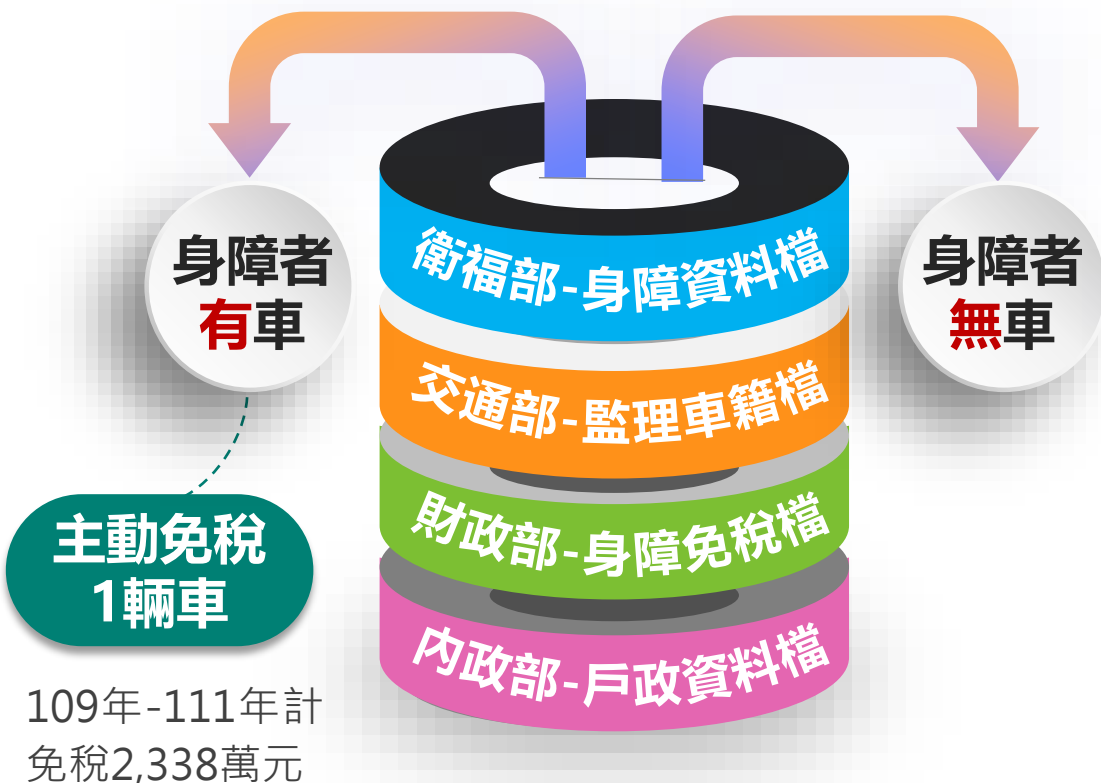 身障者
有車
身障者
無車
衛福部-身障資料檔
交通部-監理車籍檔
財政部-身障免稅檔
內政部-戶政資料檔
主動免稅
1輛車
109年-111年計
免稅2,338萬元